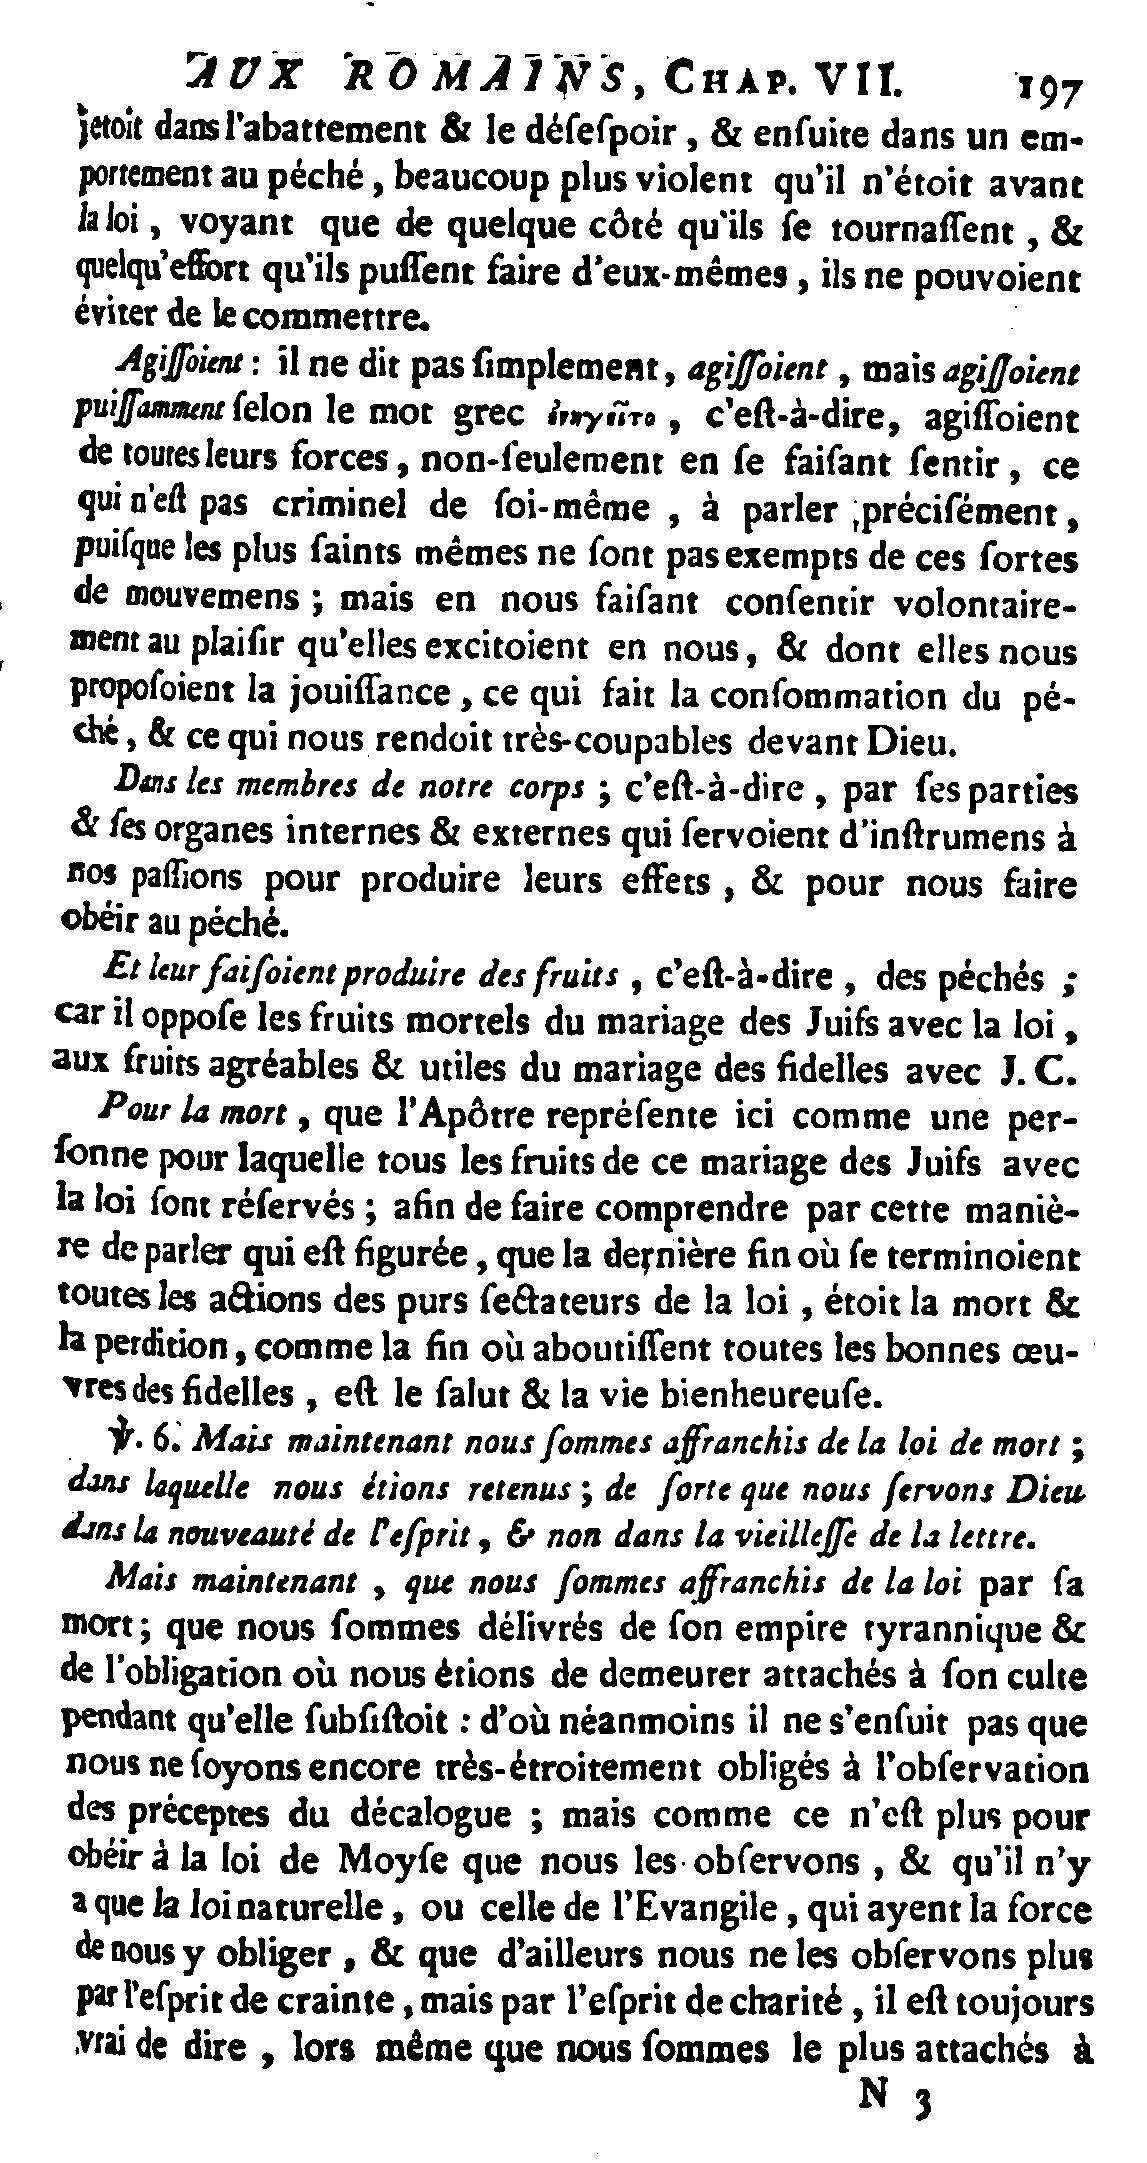 AUX ROMAINS, CHAP. VII. 197
jetoit dans l'abattement & le déſeſpoir, & enſuite dans un em-
portement au péché, beaucoup plus violent qu'il n'étoit avant
la loi, voyant que de quelque côté qu'ils ſe tournaſſent, &
quelqu'effort qu'ils puſſent faire d'eux-mêmes, ils ne pouvoient
éviter de le commettre.
Agiſſoient : il ne dit pas ſimplement, agiſſoient, mais agiſſoient
puiſſamment ſelon le mot grec , c'eſt-à-dire, agiſſoient
de toutes leurs forces, non-ſeulement en ſe faiſant ſentir, ce
qui n'eſt pas criminel de ſoi-même, à parler préciſément,
puiſque les plus ſaints mêmes ne ſont pas exempts de ces ſortes
de mouvemens ; mais en nous faiſant conſentir volontaire-
ment au plaiſir qu'elles excitoient en nous, & dont elles nous
propoſoient la jouiſſance, ce qui fait la conſommation du pé-
ché, & ce qui nous rendoit très-coupables devant Dieu.
Dans les membres de notre corps ; c'eſt-à-dire, par ſes parties
& ſes organes internes & externes qui ſervoient d'inſtrumens à
nos paſſions pour produire leurs effets, & pour nous faire
obéir au péché.
Et leur faiſoient produire des fruits, c'eſt-à-dire, des péchés ;
car il oppoſe les fruits mortels du mariage des Juifs avec la loi,
aux fruits agréables & utiles du mariage des fidelles avec J. C.
Pour la mort, que l'Apôtre repréſente ici comme une per-
ſonne pour laquelle tous les fruits de ce mariage des Juifs avec
la loi ſont réſervés ; afin de faire comprendre par cette maniè-
re de parler qui eſt figurée, que la dernière fin où ſe terminoient
toutes les actions des purs ſectateurs de la loi, étoit la mort &
la perdition, comme la fin où aboutiſſent toutes les bonnes œu-
vres des fidelles, eſt le ſalut & la vie bienheureuſe.
℣. 6. Mais maintenant nous ſommes affranchis de la loi de mort ;
dans laquelle nous étions retenus ; de ſorte que nous ſervons Dieu
dans la nouveauté de l'eſprit, & non dans la vieilleſſe de la lettre.
Mais maintenant, que nous ſommes affranchis de la loi par ſa
mort ; que nous ſommes délivrés de ſon empire tyrannique &
de l'obligation où nous étions de demeurer attachés à ſon culte
pendant qu'elle ſubſiſtoit : d'où néanmoins il ne s'enſuit pas que
nous ne ſoyons encore très-étroitement obligés à l'obſervation
des préceptes du décalogue ; mais comme ce n'eſt plus pour
obéir à la loi de Moyſe que nous les obſervons, & qu'il n'y
a que la loi naturelle, ou celle de l'Evangile, qui ayent la force
de nous y obliger, & que d'ailleurs nous ne les obſervons plus
par l'eſprit de crainte, mais par l'eſprit de charité, il eſt toujours
vrai de dire, lors même que nous ſommes le plus attachés à
N 3